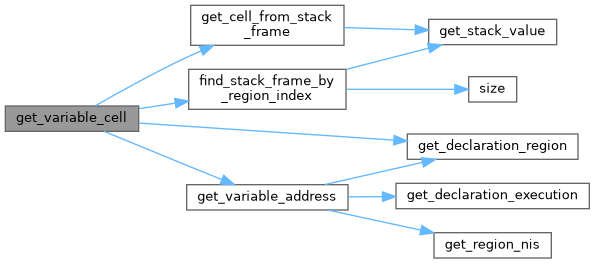 get_cell_from_stack
_frame
get_stack_value
find_stack_frame_by
_region_index
size
get_variable_cell
get_declaration_region
get_variable_address
get_declaration_execution
get_region_nis